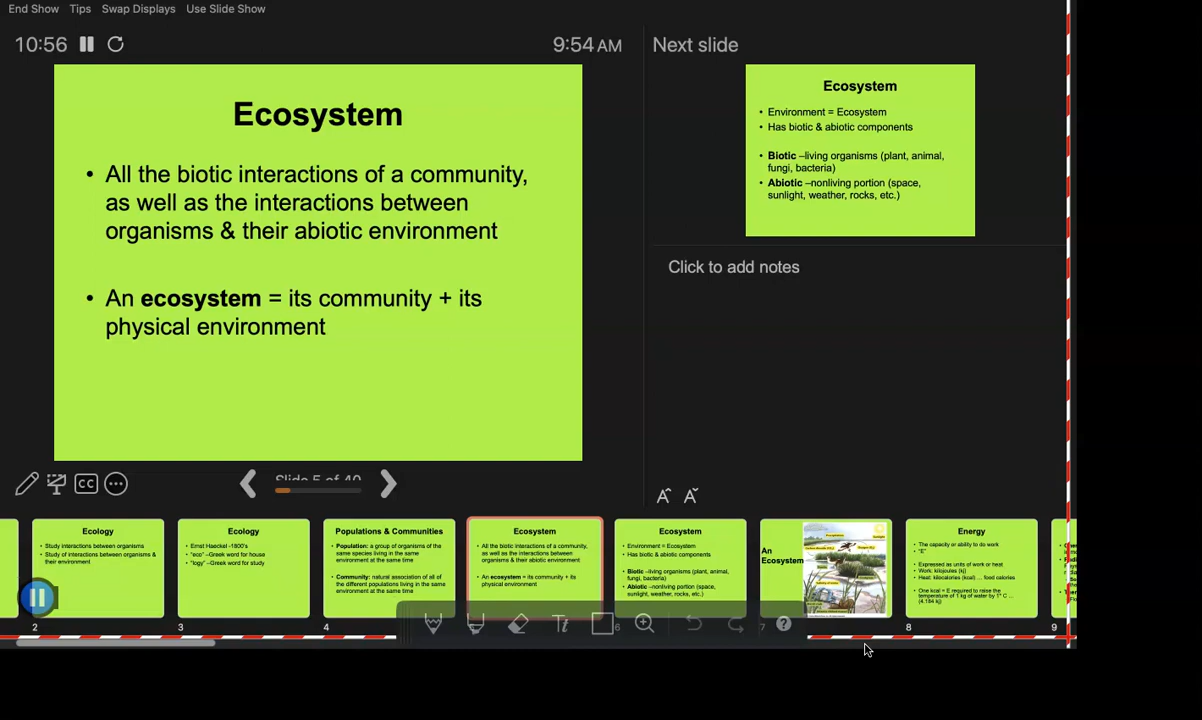 End Show Tips Swap Displays Use Slide Show
10:56
9:54 AM
Next slide
Ecosystem
• All the biotic interactions of a community,
as well as the interactions between
organisms & their abiotic environment
• An ecosystem = its community + its
physical environment
Ecosystem
• Environment = Ecosystem
• Has biotic & abiotic components
• Biotic –living organisms (plant, animal,
fungi, bacteria)
• Abiotic –nonliving portion (space,
sunlight, weather, rocks, etc.)
Click to add notes
CC
Slide 5 of 40
Ecology
• Study interactions between organisms
• Study of interactions between organisms &
their environment
2
Ecology
• Ernst Haeckel -1800's
• "eco" –Greek word for house
• "logy" –Greek word for study
3
Populations & Communities
• Population: a group of organisms of the
same species living in the same
environment at the same time
• Community: natural association of all of
the different populations living in the same
environment at the same time
4
Ecosystem
• All the biotic interactions of a community,
as well as the interactions between
organisms & their abiotic environment
• An ecosystem = its community + its
physical environment
Ecosystem
• Environment = Ecosystem
• Has biotic & abiotic components
• Biotic –living organisms (plant, animal,
fungi, bacteria)
• Abiotic –nonliving portion (space,
sunlight, weather, rocks, etc.)
6
An
Ecosystem
7
Energy
• The capacity or ability to do work
• "E"
• Expressed as units of work or heat
• Work: kilojoules (kj)
• Heat: kilocalories (kcal) … food calories
• One kcal = E required to raise the
temperature of 1 kg of water by 1° C …
(4.184 kj)
8
9
Tt